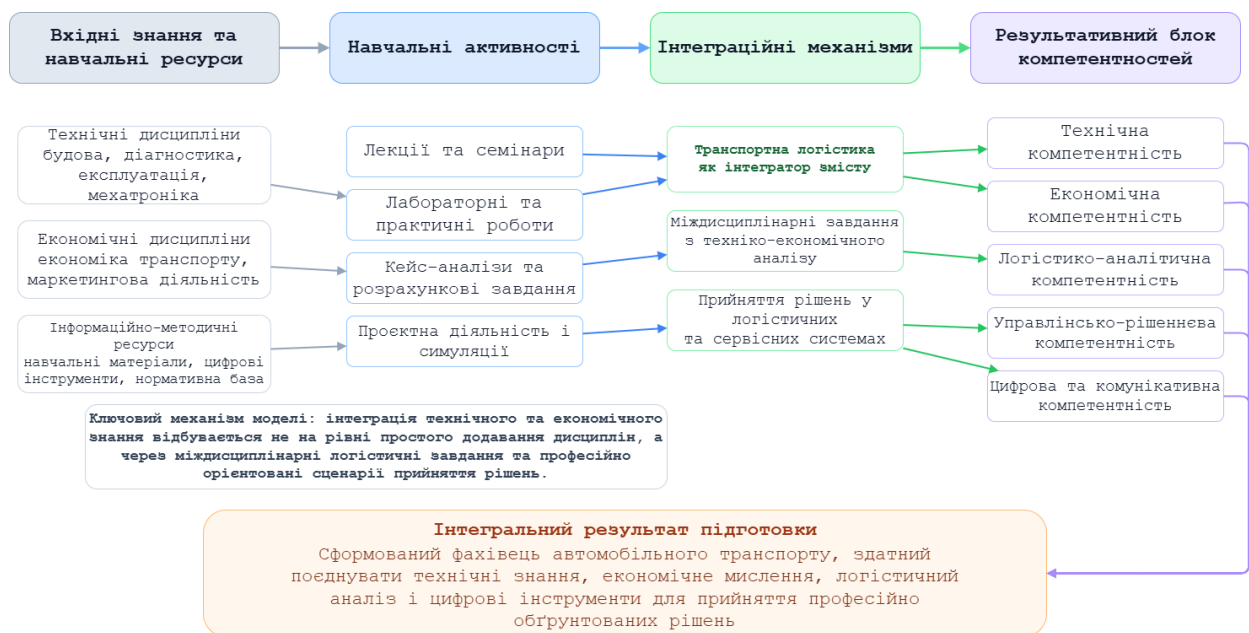 Вхідні знання та
навчальні ресурси
Навчальні активності
Інтеграційні механізми
Результативний блок
компетентностей
Технічні дисципліни
будова, діагностика,
експлуатація,
мехатроніка
Економічні дисципліни
економіка транспорту,
маркетингова діяльність
Інформаційно-методичні
ресурси
навчальні матеріали, цифрові
інструменти, нормативна база
Лекції та семінари
Лабораторні та
практичні роботи
Кейс-аналізи та
розрахункові завдання
Проєктна діяльність і
симуляції
Транспортна логістика
як інтегратор змісту
Міждисциплінарні завдання
з техніко-економічного
аналізу
Прийняття рішень у
логістичних
та сервісних системах
Технічна
компетентність
Економічна
компетентність
Логістико-аналітична
компетентність
Управлінсько-рішеннєва
компетентність
Цифрова та комунікативна
компетентність
Ключовий механізм моделі: інтеграція технічного та економічного
знання відбувається не на рівні простого додавання дисциплін, а
через міждисциплінарні логістичні завдання та професійно
орієнтовані сценарії прийняття рішень.
Інтегральний результат підготовки
Сформований фахівець автомобільного транспорту, здатний
поєднувати технічні знання, економічне мислення, логістичний
аналіз і цифрові інструменти для прийняття професійно
обґрунтованих рішень